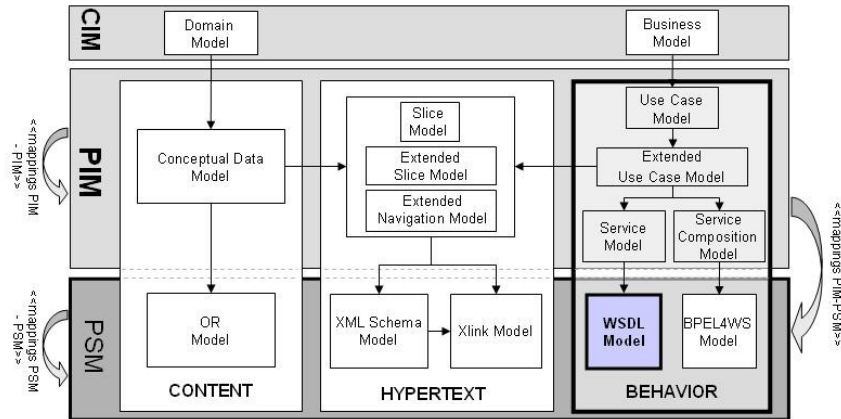 CIM
Domain
Model
Business
Model
<<mappings PIM
- PIM>>
PIM
Conceptual Data
Model
Slice
Model
Extended
Slice Model
Extended
Navigation Model
Use Case
Model
Extended
Use Case Model
Service
Model
Service
Composition
Model
<<mappings PIM-PSM>>
<<mappings PSM
- PSM>>
PSM
OR
Model
XML Schema
Model
Xlink Model
WSDL
Model
BPEL4WS
Model
CONTENT
HYPERTEXT
BEHAVIOR